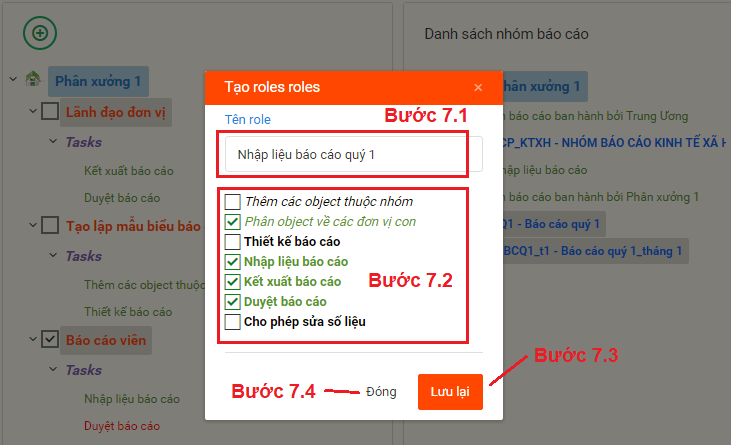 Phân xưởng 1
Lãnh đạo đơn vị
Tasks
Kết xuất báo cáo
Duyệt báo cáo
Tạo lập mẫu biểu báo
Tasks
Thêm các object thuộc
Thiết kế báo cáo
Báo cáo viên
Tasks
Nhập liệu báo cáo
Duyệt báo cáo
Tạo roles roles
×
Tên role
Bước 7.1
Nhập liệu báo cáo quý 1
Thêm các object thuộc nhóm
Phân object về các đơn vị con
Thiết kế báo cáo
Nhập liệu báo cáo
Kết xuất báo cáo
Bước 7.2
Duyệt báo cáo
Cho phép sửa số liệu
Bước 7.3
Bước 7.4
Đóng
Lưu lại
Danh sách nhóm báo cáo
hân xưởng 1
báo cáo ban hành bởi Trung Ương
CP_KTXH - NHÓM BÁO CÁO KINH TẾ XÃ H
hập liệu báo cáo
báo cáo ban hành bởi Phân xưởng 1
Q1 - Báo cáo quý 1
BCQ1_t1 - Báo cáo quý 1_tháng 1